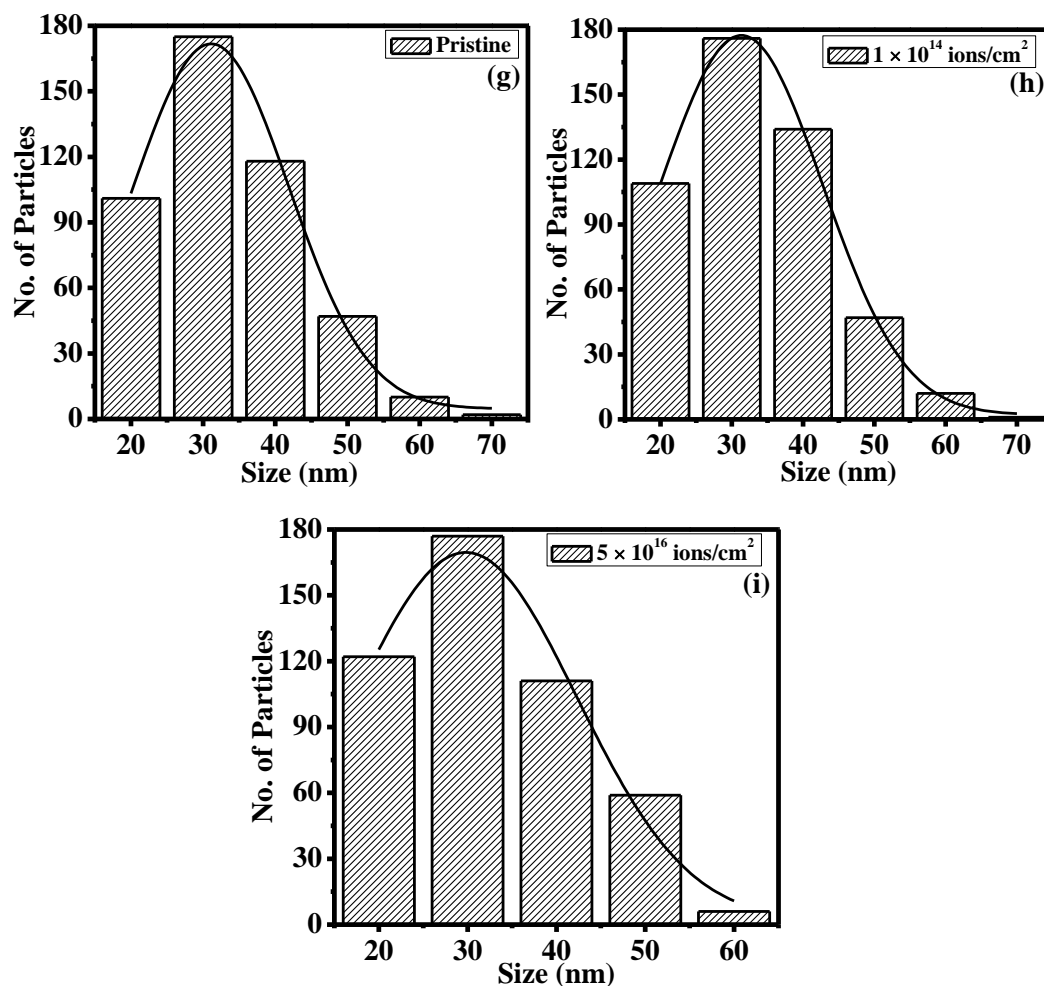 180
150
120
90
60
30
0
No. of Particles
Pristine
(g)
20 30 40 50 60 70
Size (nm)
180
150
120
90
60
30
0
No. of Particles
1 × 10¹⁴ ions/cm²
(h)
20 30 40 50 60 70
Size (nm)
180
150
120
90
60
30
0
No. of Particles
5 × 10¹⁶ ions/cm²
(i)
20 30 40 50 60
Size (nm)